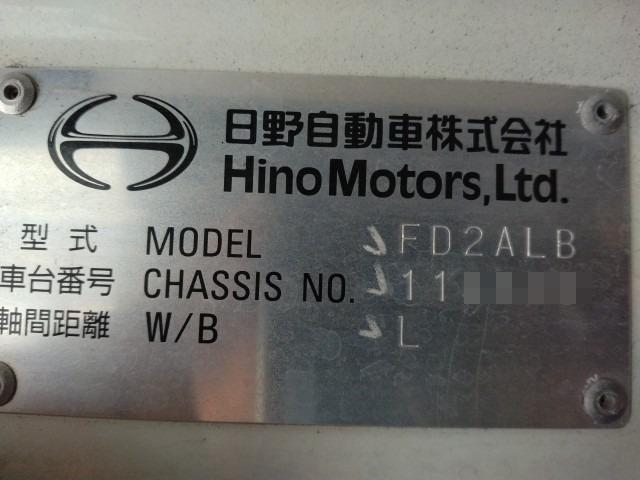 日野自動車株式会社
Hino Motors, Ltd.
型式 MODEL FD2ALB
車台番号 CHASSIS NO. 11
軸間距離 W/B L